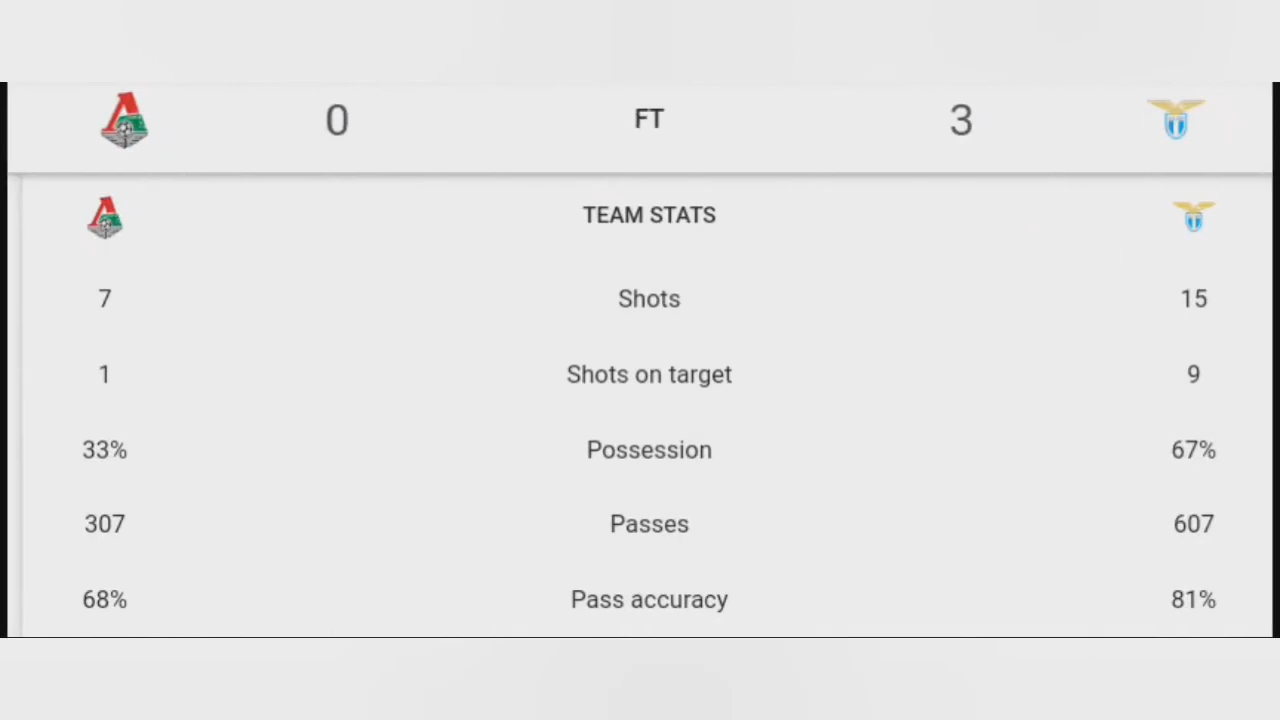 0 FT 3
TEAM STATS
7 Shots 15
1 Shots on target 9
33% Possession 67%
307 Passes 607
68% Pass accuracy 81%